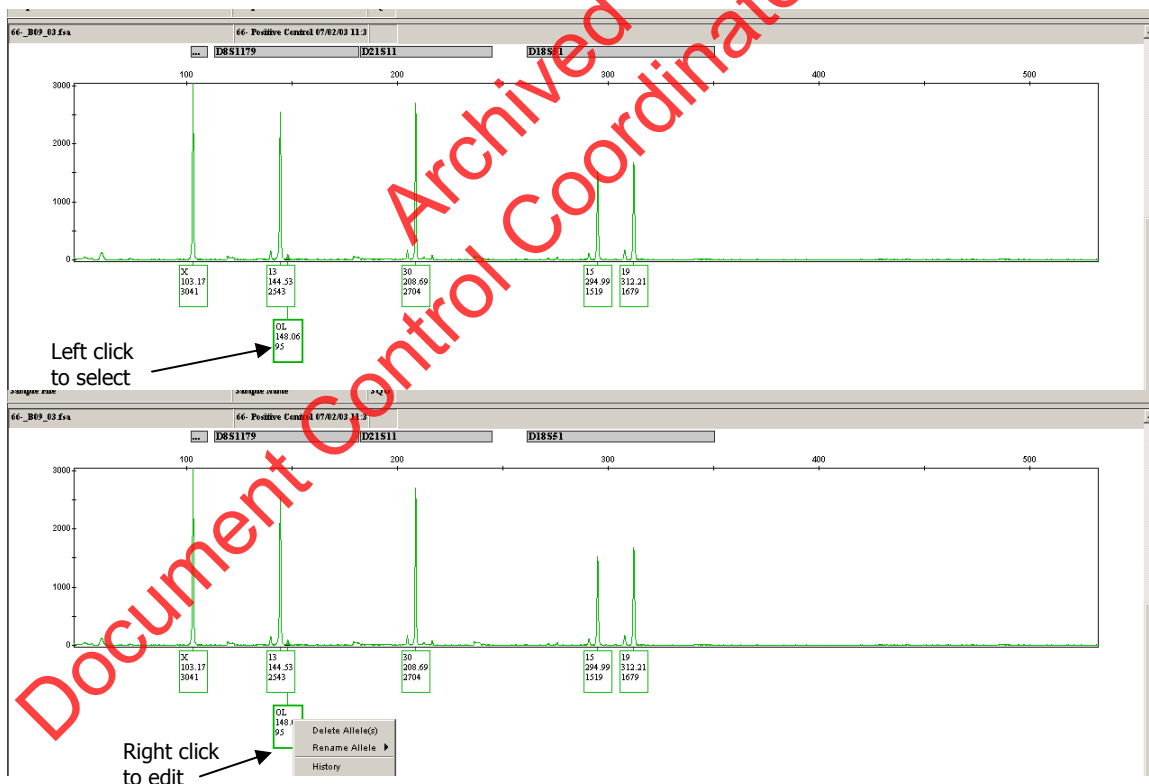 66-_B09_03.fsa 66- Positive Control 07/02/03 11:3
... D8S1179 D21S11 D18S51
100 200 300 400 500
3000
2000
1000
0
X 13 30 15 19
103.17 144.53 208.69 294.99 312.21
3041 2543 2704 1519 1679
OL
148.06
95
Left click
to select
Sample File Sample Name SQO
66-_B09_03.fsa 66- Positive Control 07/02/03 11:3
... D8S1179 D21S11 D18S51
100 200 300 400 500
3000
2000
1000
0
X 13 30 15 19
103.17 144.53 208.69 294.99 312.21
3041 2543 2704 1519 1679
OL
148.
95
Delete Allele(s)
Rename Allele
History
Right click
to edit
Archived
Document Control Coordinato